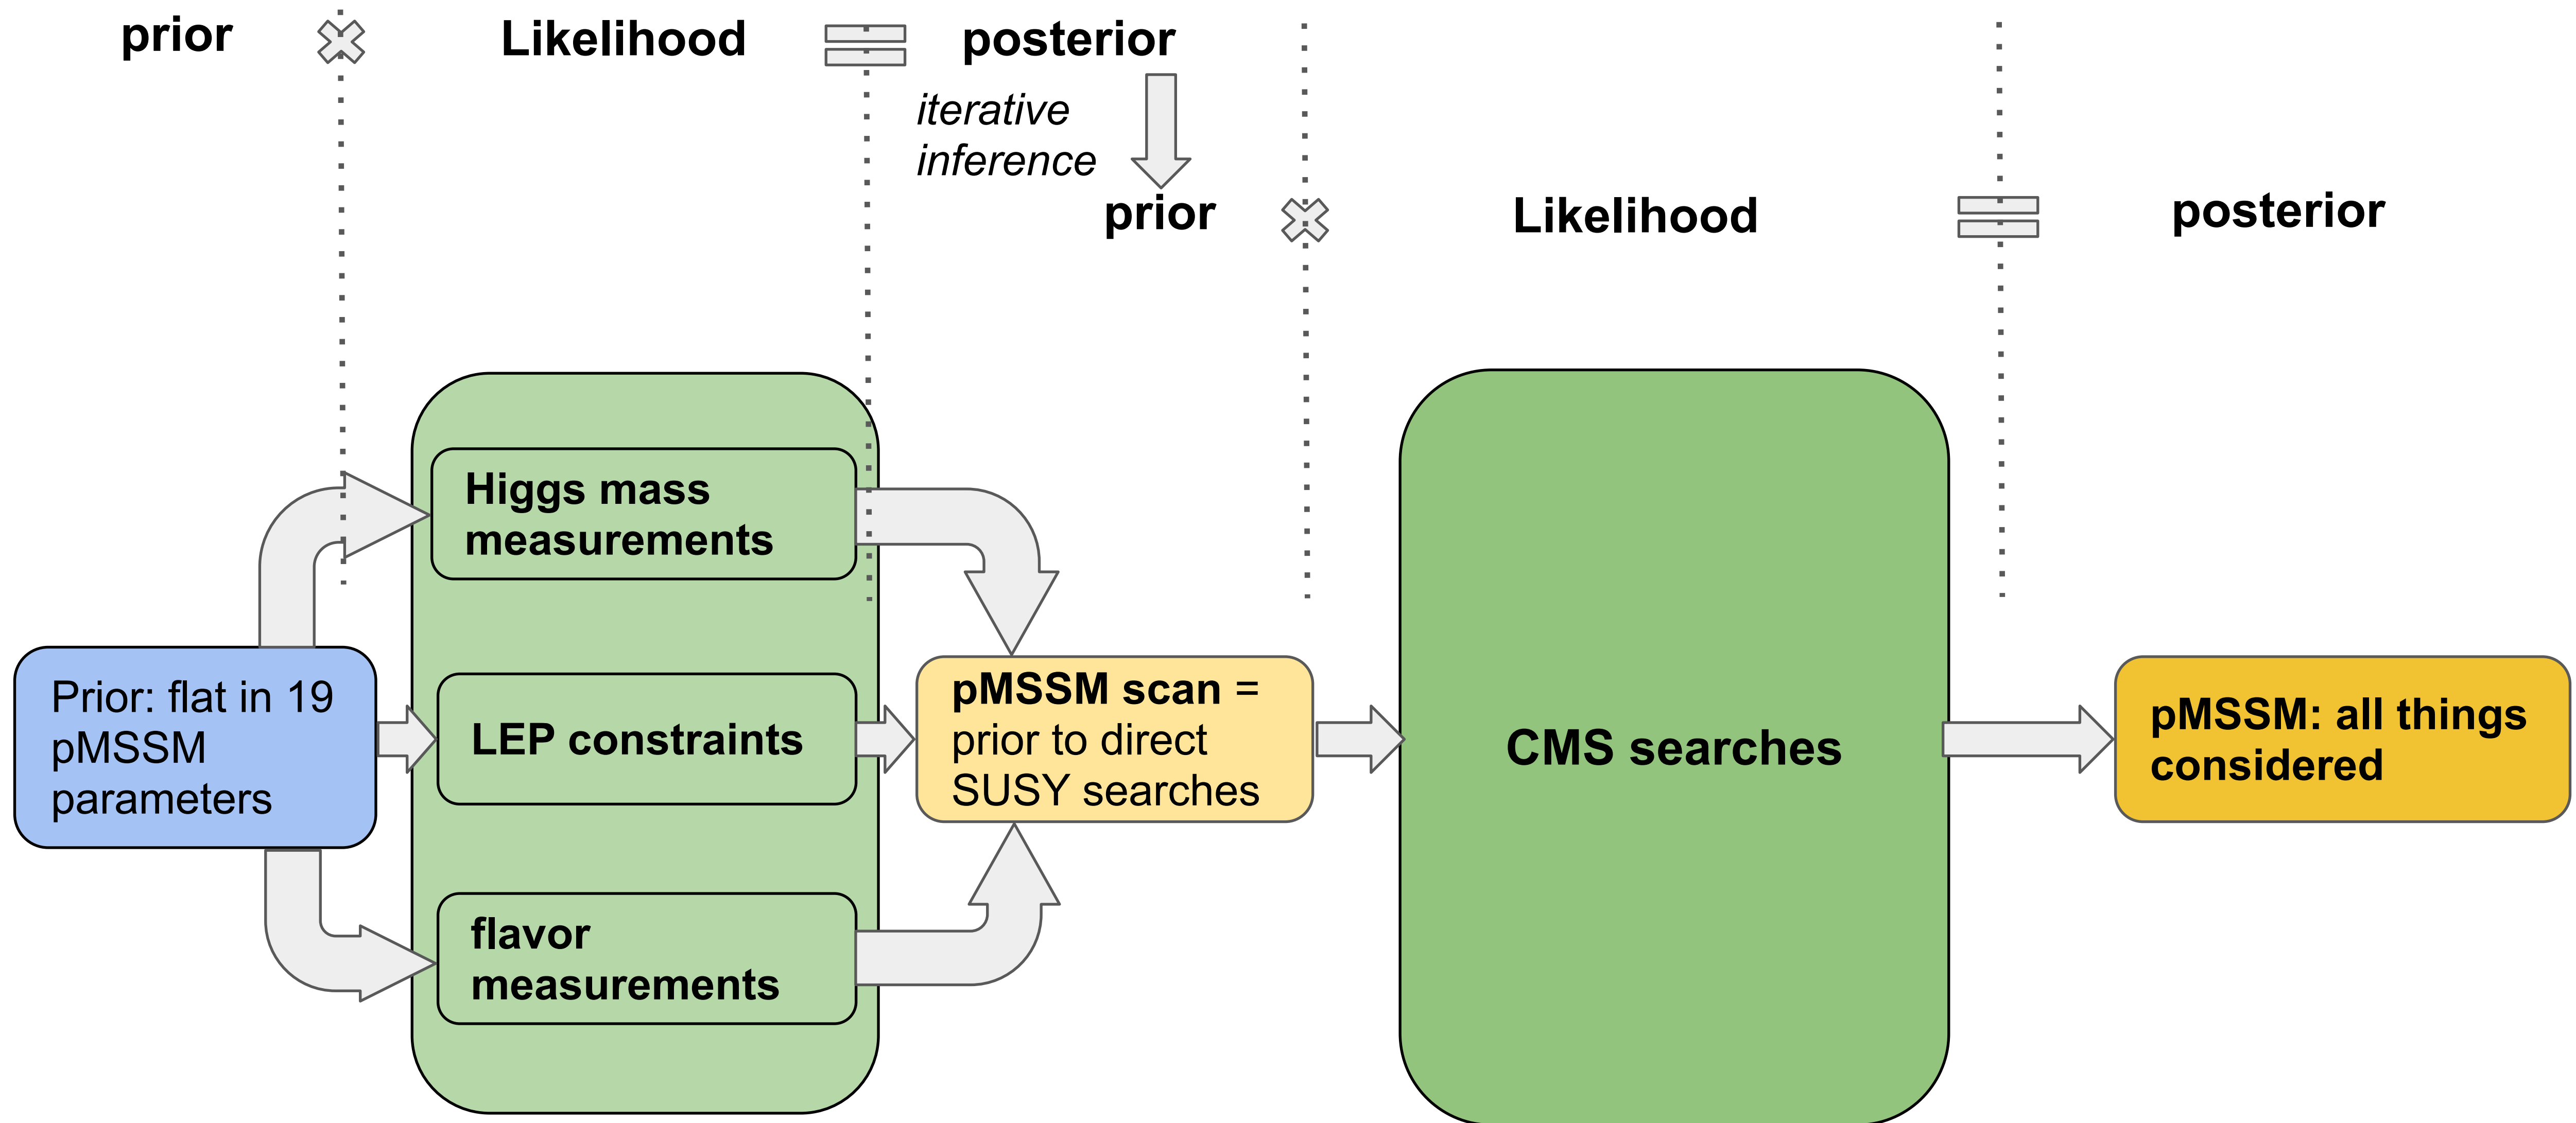 prior
Likelihood
posterior
iterative
inference
prior
Likelihood
posterior
Higgs mass
measurements
Prior: flat in 19
pMSSM
parameters
LEP constraints
flavor
measurements
pMSSM scan =
prior to direct
SUSY searches
CMS searches
pMSSM: all things
considered